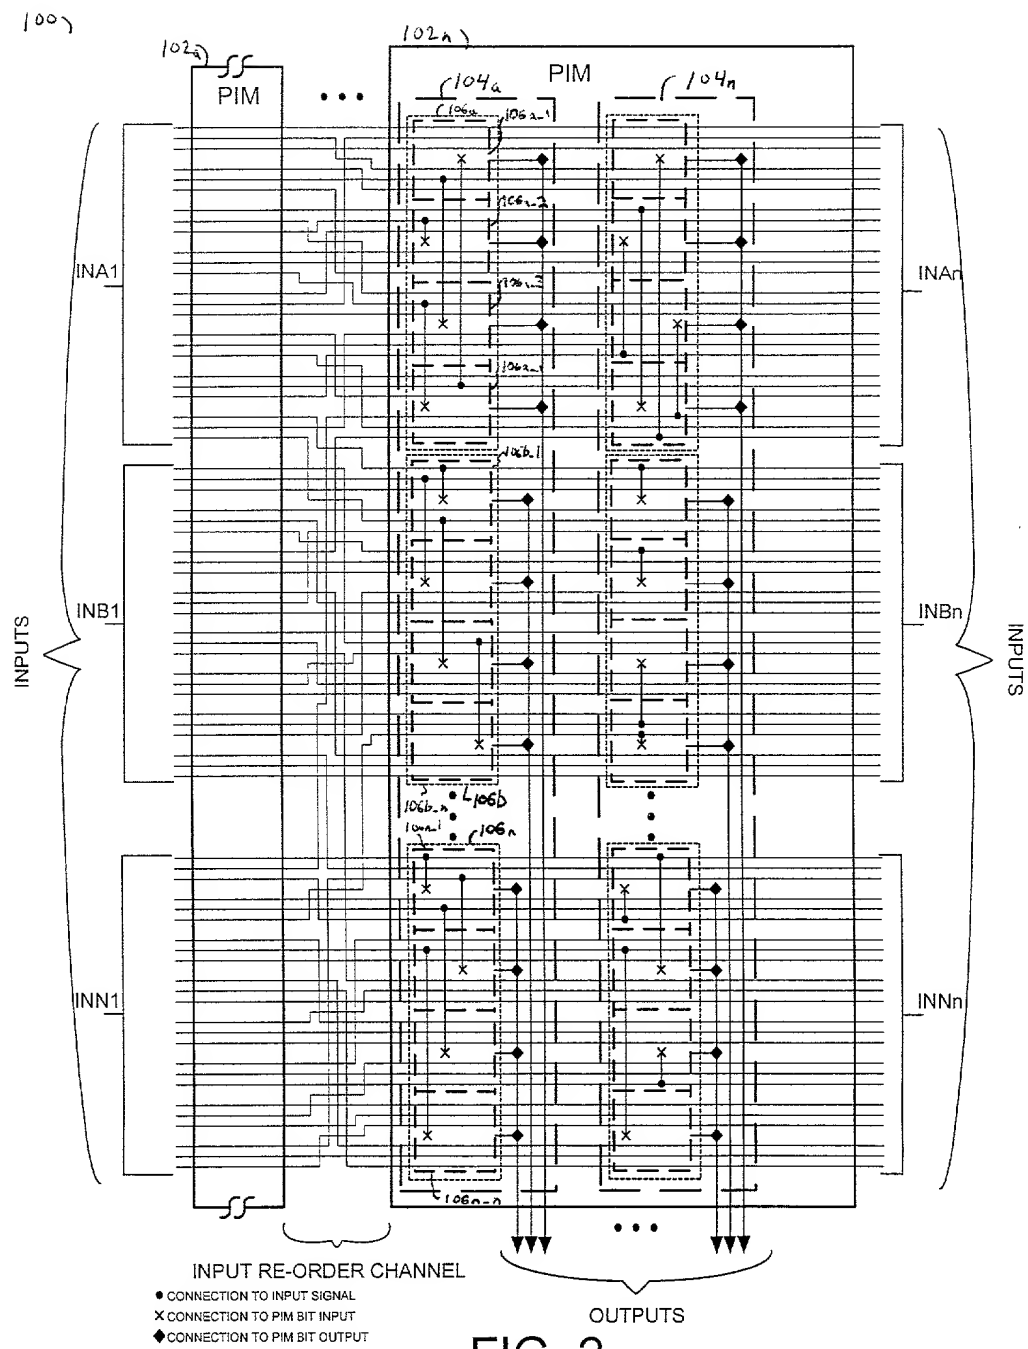 100
102a
102n
PIM
PIM
104a
104n
106a
106a-1
106a-2
106a-3
INA1
INAn
106b-1
INB1
INBn
INPUTS
INPUTS
106b-n
106b
106n-1
106n
INN1
INNn
106n-n
INPUT RE-ORDER CHANNEL
CONNECTION TO INPUT SIGNAL
CONNECTION TO PIM BIT INPUT
CONNECTION TO PIM BIT OUTPUT
OUTPUTS